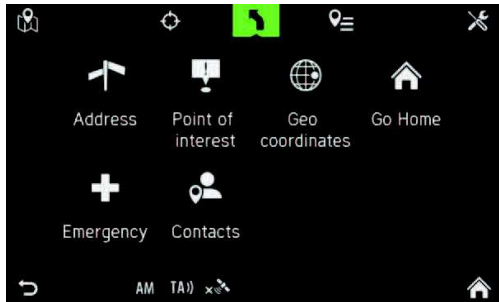 Address
Point of
interest
Geo
coordinates
Go Home
Emergency
Contacts
AM TA